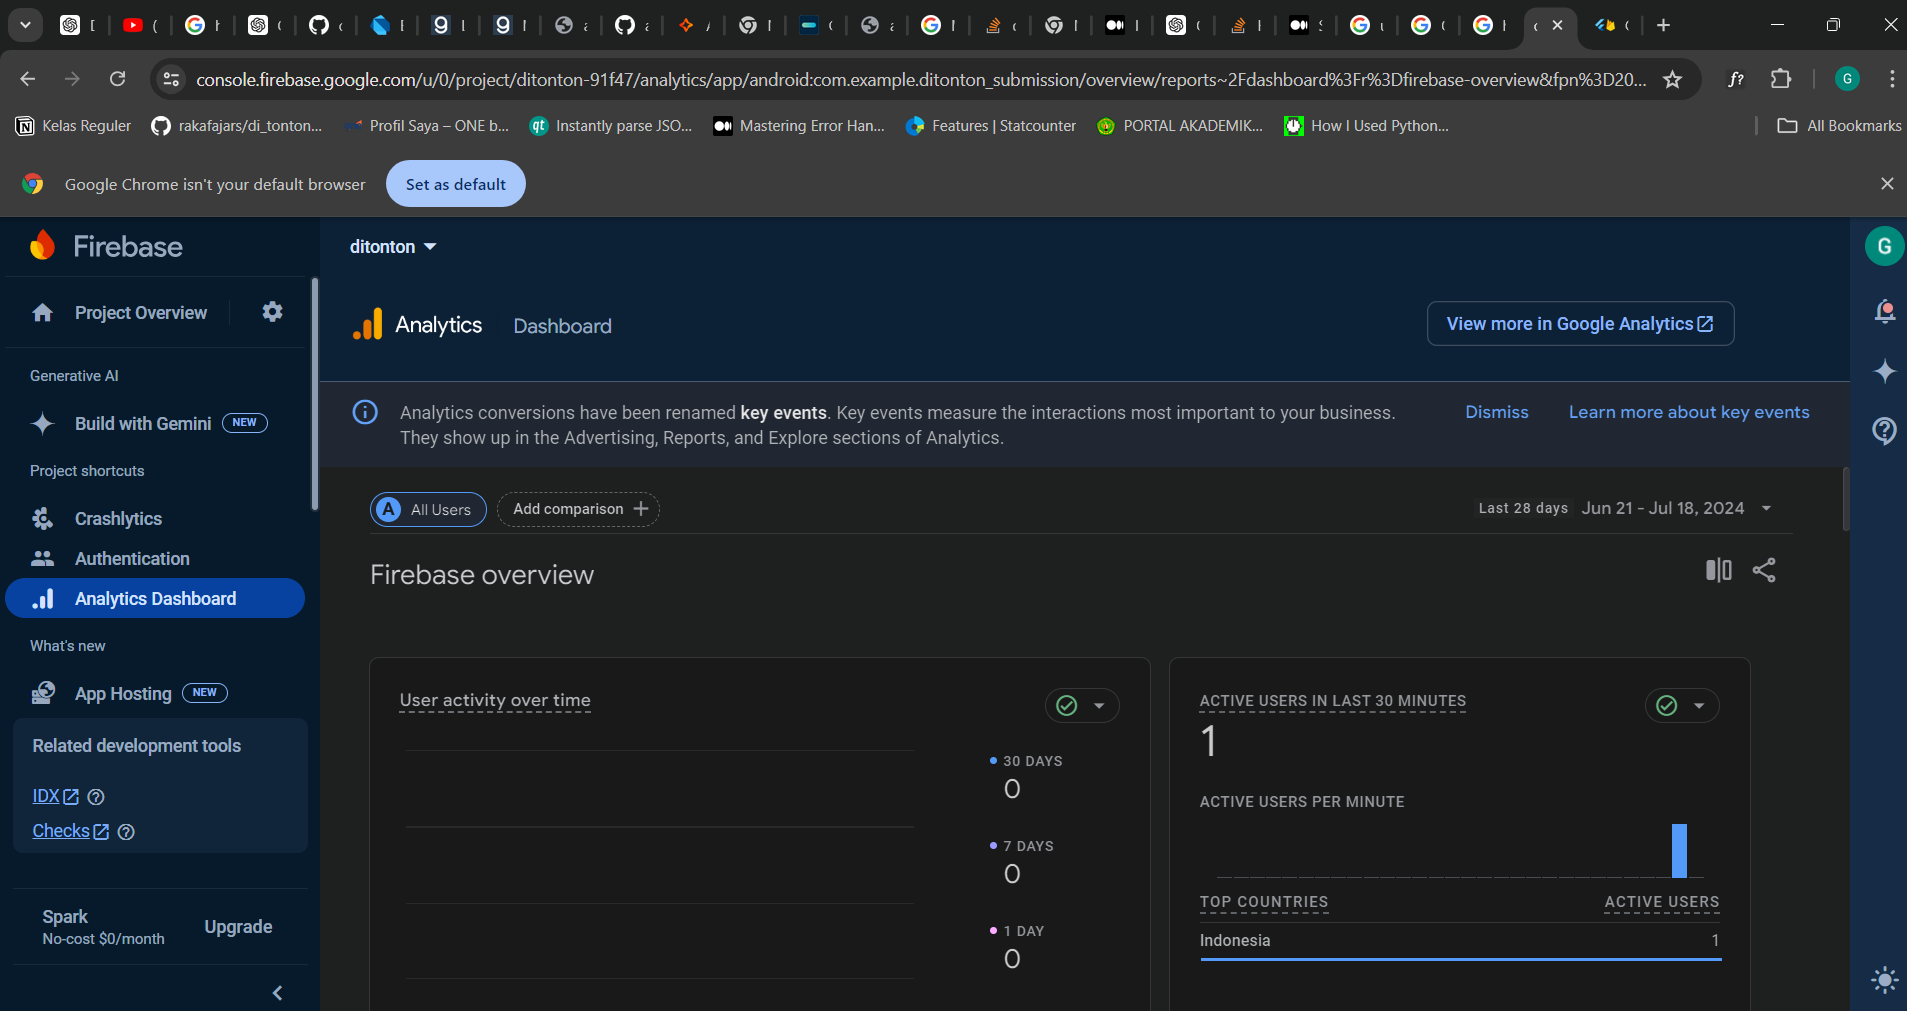 console.firebase.google.com/u/0/project/ditonton-91f47/analytics/app/android:com.example.ditonton_submission/overview/reports~2Fdashboard%3Fr%3Dfirebase-overview&fpn%3D20...
f?
G
Kelas Reguler
rakafajars/di_tonton...
Profil Saya – ONE b...
qt
Instantly parse JSO...
Mastering Error Han...
Features | Statcounter
PORTAL AKADEMIK...
How I Used Python...
All Bookmarks
Google Chrome isn't your default browser
Set as default
Firebase
ditonton
G
Project Overview
Analytics
Dashboard
View more in Google Analytics
Generative AI
Build with Gemini
NEW
Analytics conversions have been renamed key events. Key events measure the interactions most important to your business.
They show up in the Advertising, Reports, and Explore sections of Analytics.
Dismiss
Learn more about key events
Project shortcuts
Crashlytics
Authentication
Analytics Dashboard
What's new
App Hosting
NEW
Related development tools
IDX
Checks
Spark
No-cost $0/month
Upgrade
A
All Users
Add comparison
Last 28 days
Jun 21 - Jul 18, 2024
Firebase overview
User activity over time
30 DAYS
0
7 DAYS
0
1 DAY
0
ACTIVE USERS IN LAST 30 MINUTES
1
ACTIVE USERS PER MINUTE
TOP COUNTRIES
ACTIVE USERS
Indonesia
1